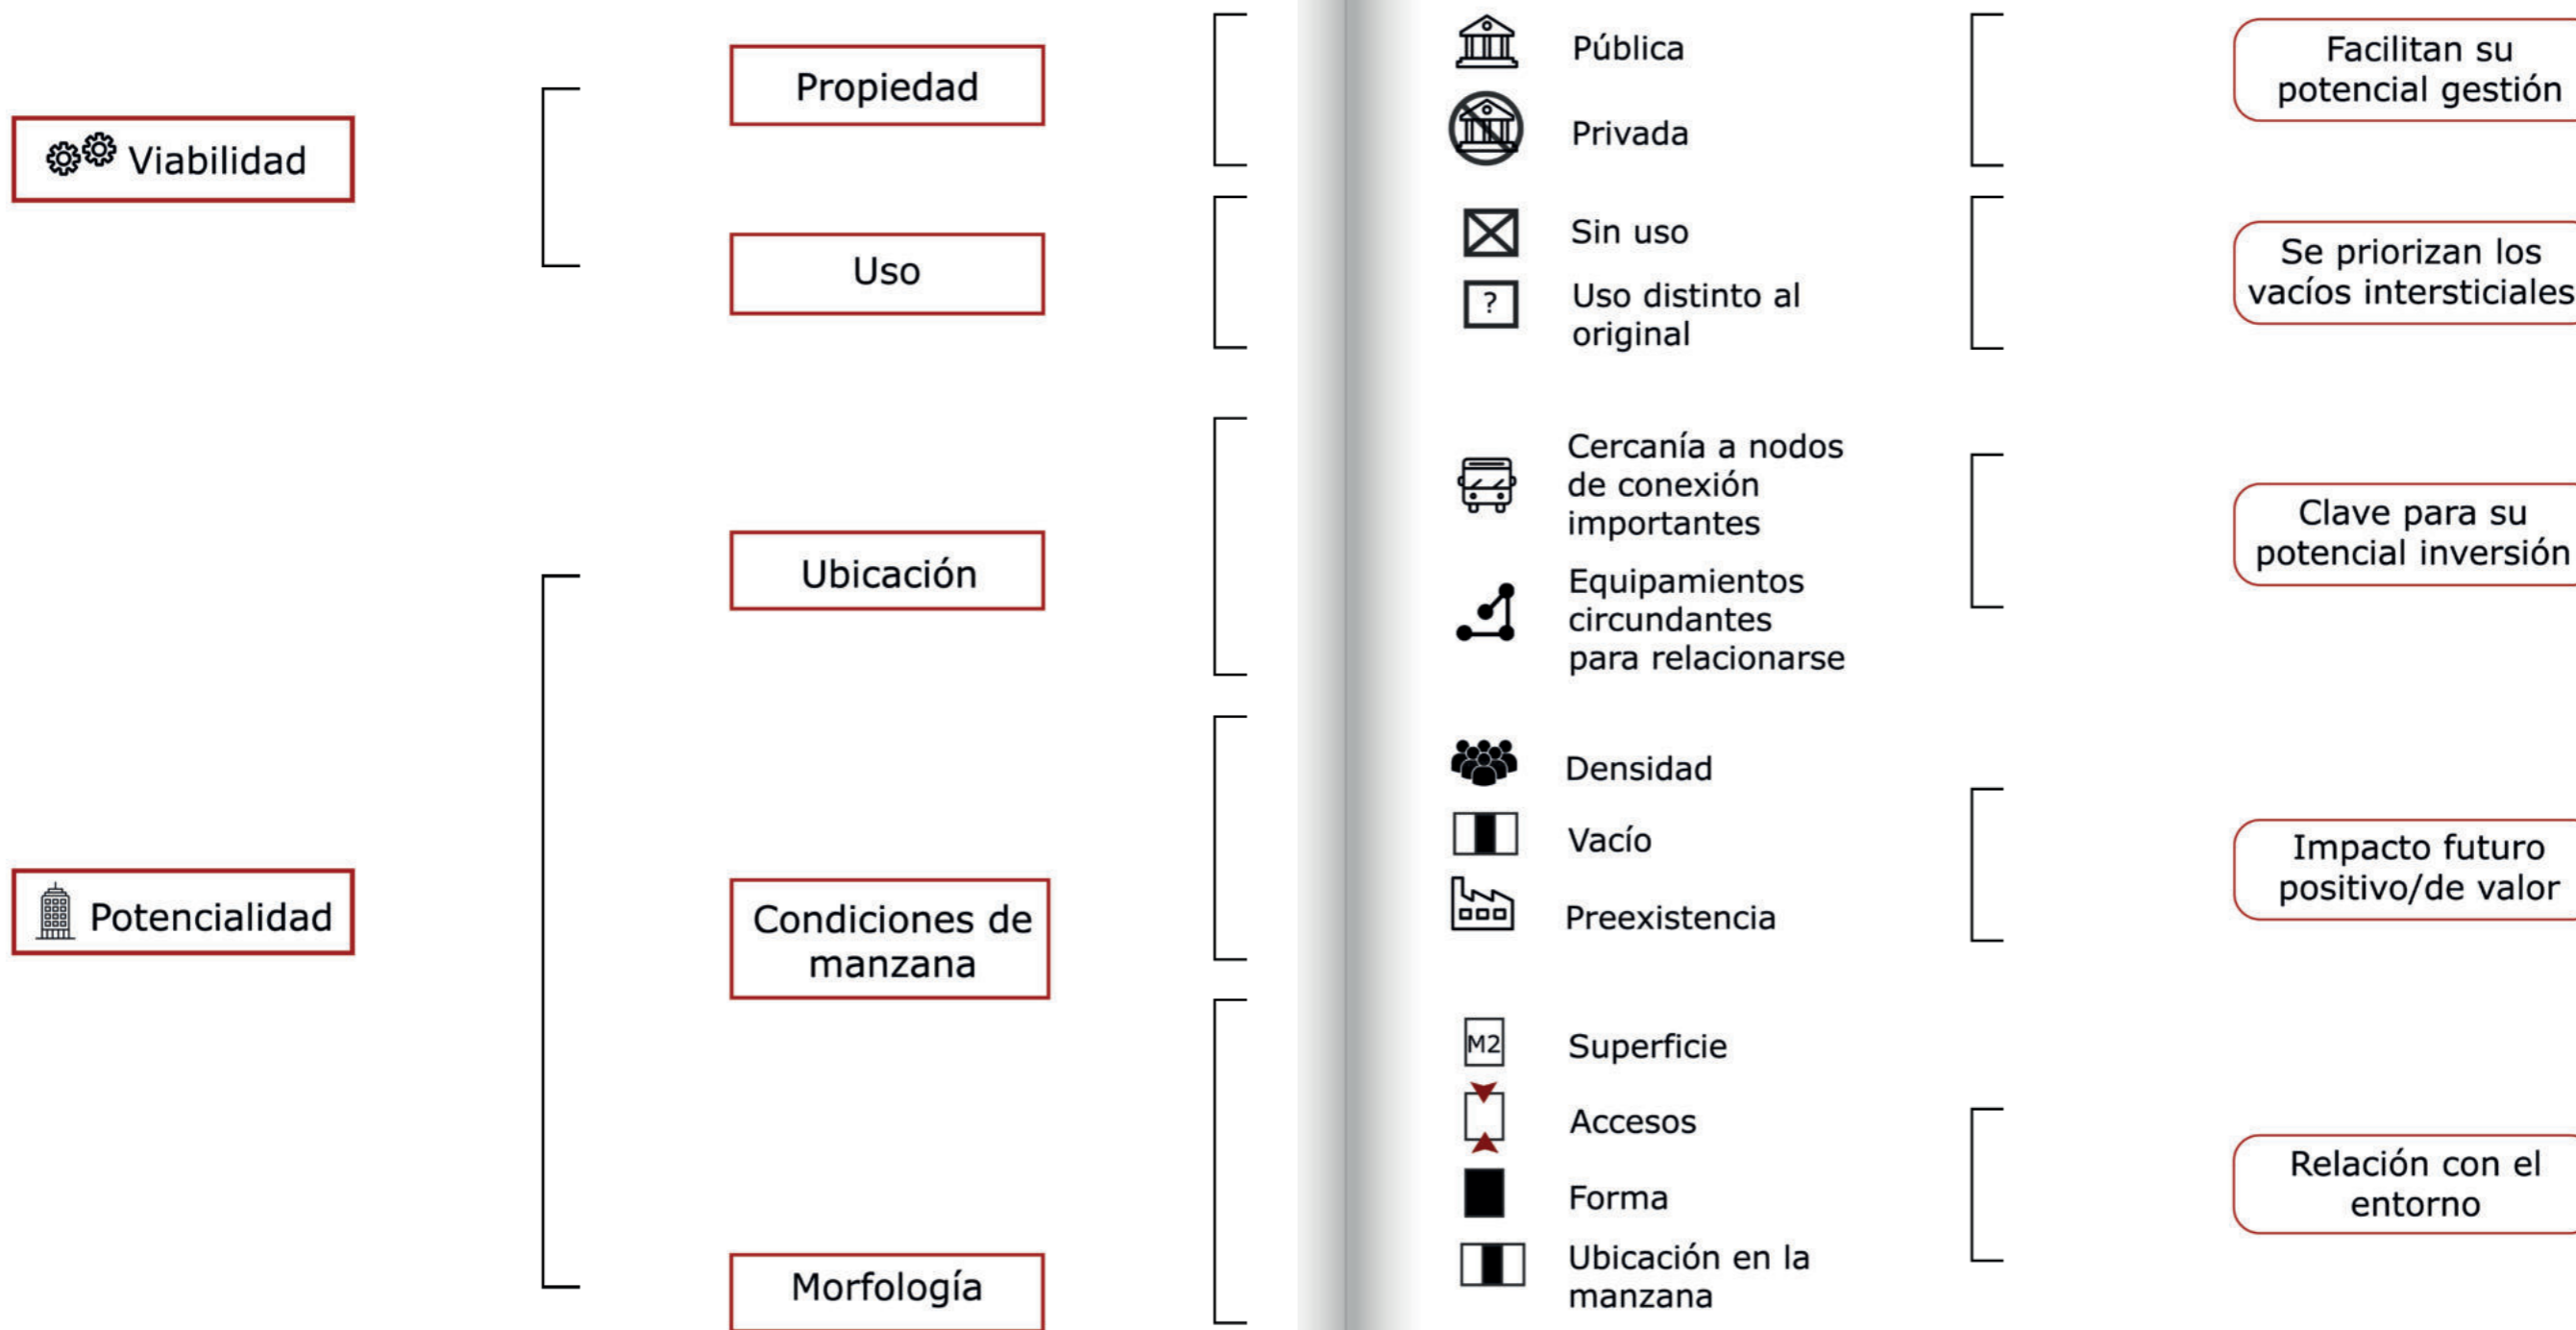 Viabilidad
Propiedad
Uso
Pública
Privada
Sin uso
?
Uso distinto al
original
Facilitan su
potencial gestión
Se priorizan los
vacíos intersticiales
Potencialidad
Ubicación
Cercanía a nodos
de conexión
importantes
Equipamientos
circundantes
para relacionarse
Clave para su
potencial inversión
Condiciones de
manzana
Densidad
Vacío
Preexistencia
Impacto futuro
positivo/de valor
Morfología
M2
Superficie
Accesos
Forma
Ubicación en la
manzana
Relación con el
entorno